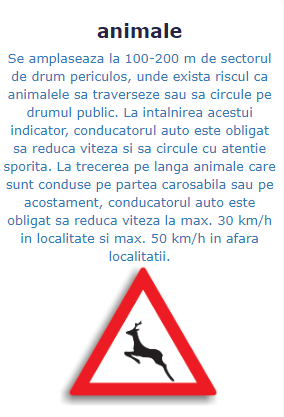 animale
Se amplaseaza la 100-200 m de sectorul
de drum periculos, unde exista riscul ca
animalele sa traverseze sau sa circule pe
drumul public. La intalnirea acestui
indicator, conducatorul auto este obligat
sa reduca viteza si sa circule cu atentie
sporita. La trecerea pe langa animale care
sunt conduse pe partea carosabila sau pe
acostament, conducatorul auto este
obligat sa reduca viteza la max. 30 km/h
in localitate si max. 50 km/h in afara
localitatii.